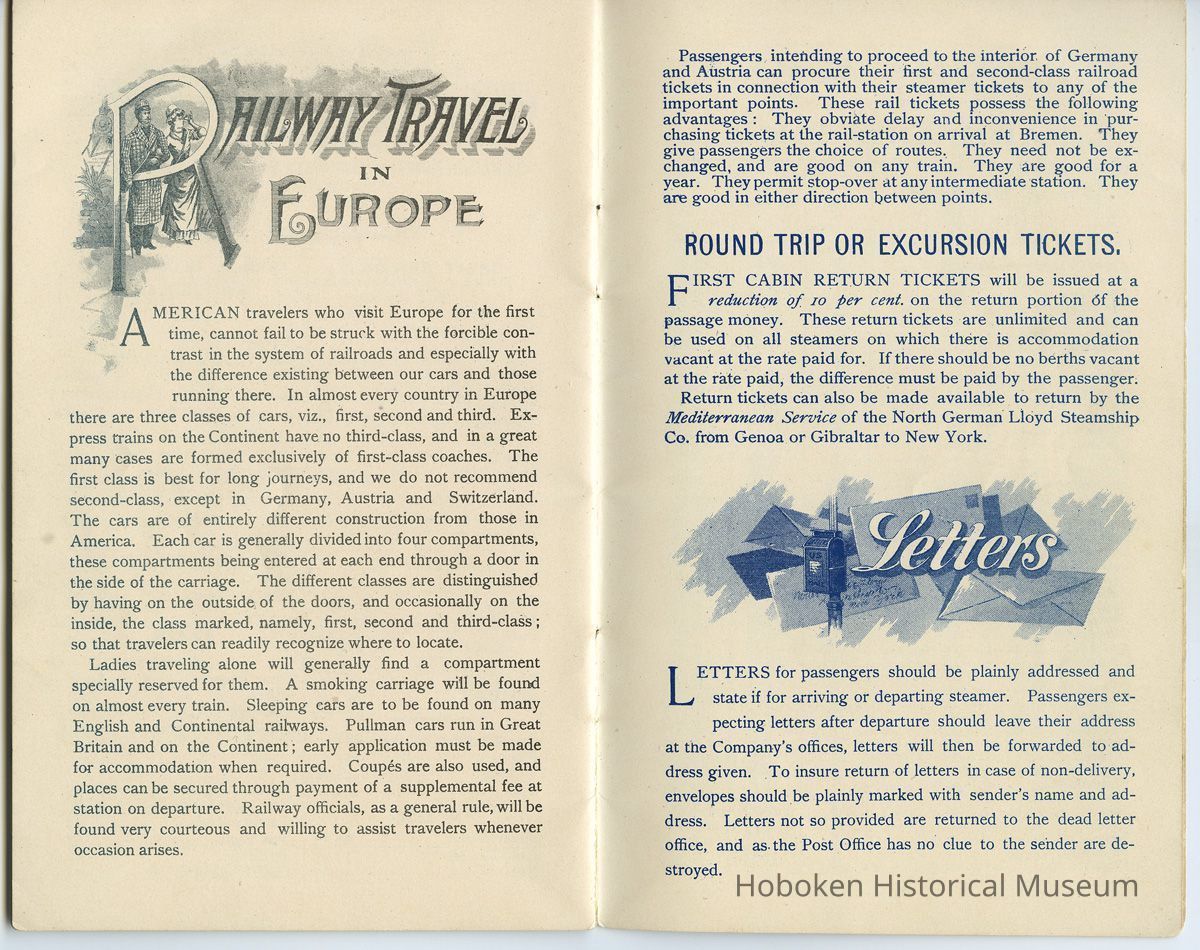 RAILWAY TRAVEL
IN
EUROPE
AMERICAN travelers who visit Europe for the first
time, cannot fail to be struck with the forcible con-
trast in the system of railroads and especially with
the difference existing between our cars and those
running there. In almost every country in Europe
there are three classes of cars, viz., first, second and third. Ex-
press trains on the Continent have no third-class, and in a great
many cases are formed exclusively of first-class coaches. The
first class is best for long journeys, and we do not recommend
second-class, except in Germany, Austria and Switzerland.
The cars are of entirely different construction from those in
America. Each car is generally divided into four compartments,
these compartments being entered at each end through a door in
the side of the carriage. The different classes are distinguished
by having on the outside of the doors, and occasionally on the
inside, the class marked, namely, first, second and third-class;
so that travelers can readily recognize where to locate.
Ladies traveling alone will generally find a compartment
specially reserved for them. A smoking carriage will be found
on almost every train. Sleeping cars are to be found on many
English and Continental railways. Pullman cars run in Great
Britain and on the Continent; early application must be made
for accommodation when required. Coupés are also used, and
places can be secured through payment of a supplemental fee at
station on departure. Railway officials, as a general rule, will be
found very courteous and willing to assist travelers whenever
occasion arises.
Passengers intending to proceed to the interior of Germany
and Austria can procure their first and second-class railroad
tickets in connection with their steamer tickets to any of the
important points. These rail tickets possess the following
advantages: They obviate delay and inconvenience in pur-
chasing tickets at the rail-station on arrival at Bremen. They
give passengers the choice of routes. They need not be ex-
changed, and are good on any train. They are good for a
year. They permit stop-over at any intermediate station. They
are good in either direction between points.
ROUND TRIP OR EXCURSION TICKETS.
FIRST CABIN RETURN TICKETS will be issued at a
reduction of 10 per cent. on the return portion of the
passage money. These return tickets are unlimited and can
be used on all steamers on which there is accommodation
vacant at the rate paid for. If there should be no berths vacant
at the rate paid, the difference must be paid by the passenger.
Return tickets can also be made available to return by the
Mediterranean Service of the North German Lloyd Steamship
Co. from Genoa or Gibraltar to New York.
Letters
US
LETTERS for passengers should be plainly addressed and
state if for arriving or departing steamer. Passengers ex-
pecting letters after departure should leave their address
at the Company's offices, letters will then be forwarded to ad-
dress given. To insure return of letters in case of non-delivery,
envelopes should be plainly marked with sender's name and ad-
dress. Letters not so provided are returned to the dead letter
office, and as the Post Office has no clue to the sender are de-
stroyed.
Hoboken Historical Museum